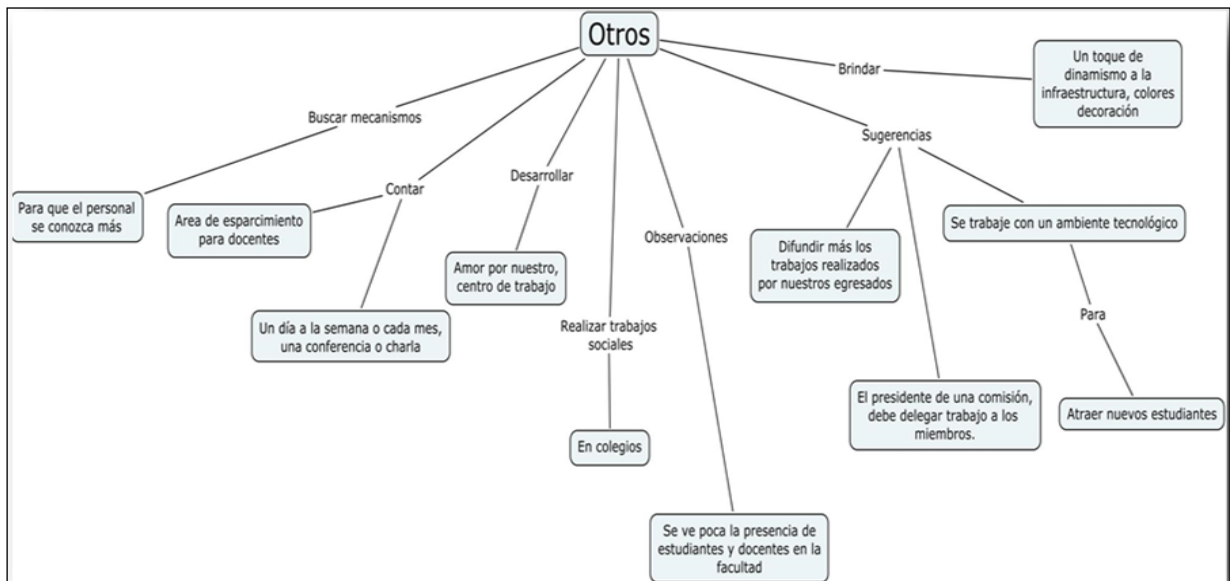 Otros
Brindar
Un toque de
dinamismo a la
infraestructura, colores
decoración
Buscar mecanismos
Sugerencias
Desarrollar
Contar
Para que el personal
se conozca más
Area de esparcimiento
para docentes
Se trabaje con un ambiente tecnológico
Observaciones
Difundir más los
trabajos realizados
por nuestros egresados
Amor por nuestro,
centro de trabajo
Un día a la semana o cada mes,
una conferencia o charla
Realizar trabajos
sociales
Para
El presidente de una comisión,
debe delegar trabajo a los
miembros.
Atraer nuevos estudiantes
En colegios
Se ve poca la presencia de
estudiantes y docentes en la
facultad